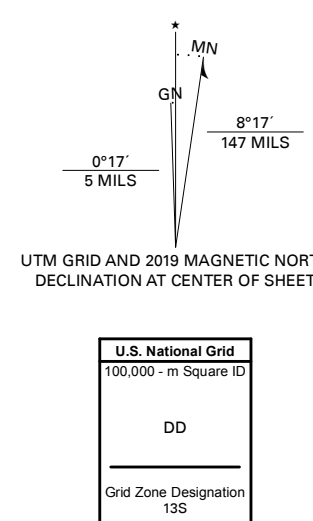 ★
MN
GN
8°17´
147 MILS
0°17´
5 MILS
UTM GRID AND 2019 MAGNETIC NORT
DECLINATION AT CENTER OF SHEET
U.S. National Grid
100,000 - m Square ID
DD
Grid Zone Designation
13S